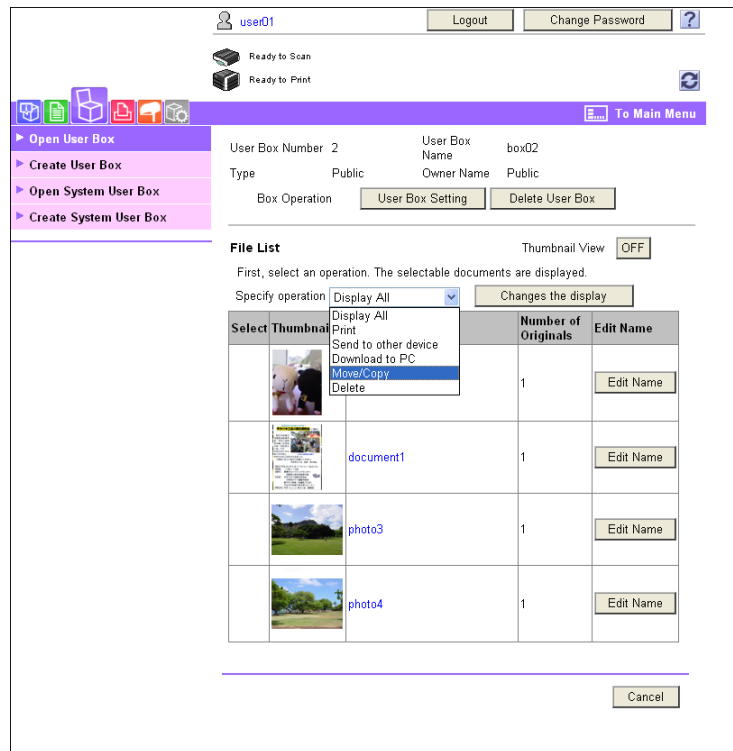 user01 Logout Change Password ?
Ready to Scan
Ready to Print
To Main Menu
Open User Box
Create User Box
Open System User Box
Create System User Box
User Box Number 2 User Box Name box02
Type Public Owner Name Public
Box Operation User Box Setting Delete User Box
File List Thumbnail View OFF
First, select an operation. The selectable documents are displayed.
Specify operation Display All Changes the display
Display All
Print
Send to other device
Download to PC
Move/Copy
Delete
Select Number of Originals Edit Name
1 Edit Name
document1 1 Edit Name
photo3 1 Edit Name
photo4 1 Edit Name
Cancel